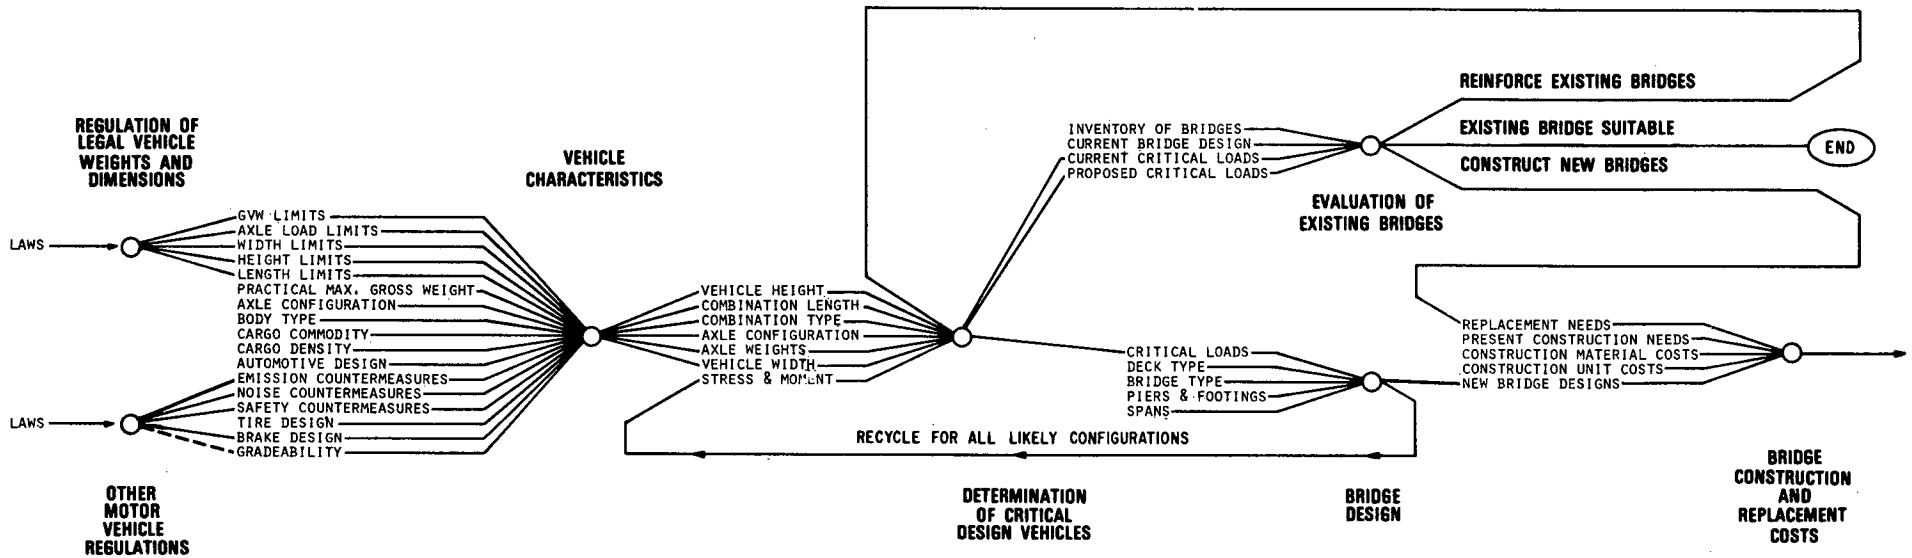 REGULATION OF
LEGAL VEHICLE
WEIGHTS AND
DIMENSIONS
LAWS
GVW LIMITS
AXLE LOAD LIMITS
WIDTH LIMITS
HEIGHT LIMITS
LENGTH LIMITS
PRACTICAL MAX. GROSS WEIGHT
AXLE CONFIGURATION
BODY TYPE
CARGO COMMODITY
CARGO DENSITY
AUTOMOTIVE DESIGN
EMISSION COUNTERMEASURES
NOISE COUNTERMEASURES
SAFETY COUNTERMEASURES
TIRE DESIGN
BRAKE DESIGN
GRADEABILITY
LAWS
OTHER
MOTOR
VEHICLE
REGULATIONS
VEHICLE
CHARACTERISTICS
VEHICLE HEIGHT
COMBINATION LENGTH
COMBINATION TYPE
AXLE CONFIGURATION
AXLE WEIGHTS
VEHICLE WIDTH
STRESS & MOMENT
RECYCLE FOR ALL LIKELY CONFIGURATIONS
DETERMINATION
OF CRITICAL
DESIGN VEHICLES
INVENTORY OF BRIDGES
CURRENT BRIDGE DESIGN
CURRENT CRITICAL LOADS
PROPOSED CRITICAL LOADS
EVALUATION OF
EXISTING BRIDGES
REINFORCE EXISTING BRIDGES
EXISTING BRIDGE SUITABLE
END
CONSTRUCT NEW BRIDGES
CRITICAL LOADS
DECK TYPE
BRIDGE TYPE
PIERS & FOOTINGS
SPANS
BRIDGE
DESIGN
REPLACEMENT NEEDS
PRESENT CONSTRUCTION NEEDS
CONSTRUCTION MATERIAL COSTS
CONSTRUCTION UNIT COSTS
NEW BRIDGE DESIGNS
BRIDGE
CONSTRUCTION
AND
REPLACEMENT
COSTS